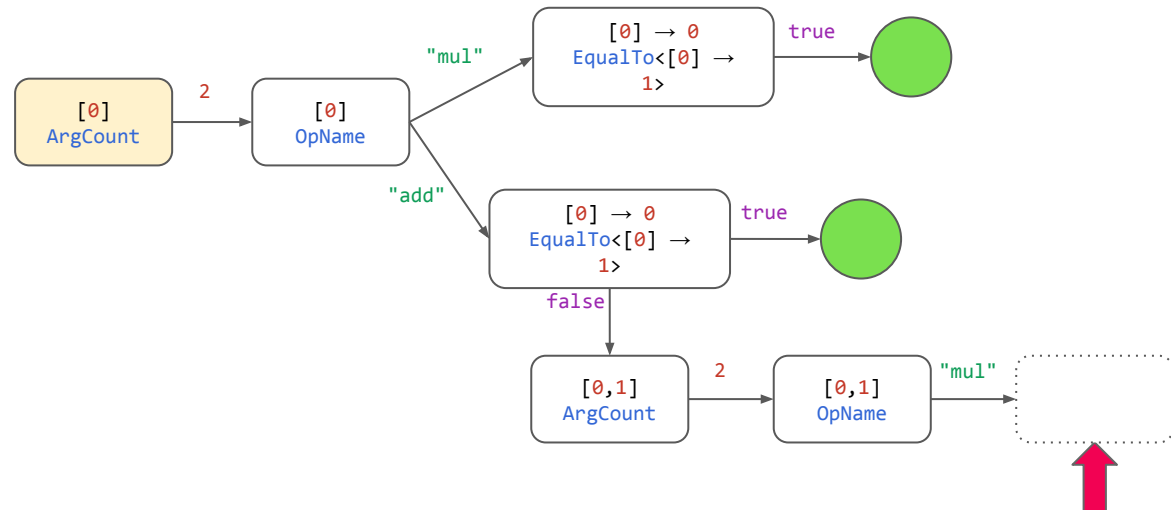 [0] → 0
EqualTo<[0] →
1>
true
"mul"
2
[0]
ArgCount
[0]
OpName
"add"
[0] → 0
EqualTo<[0] →
1>
true
false
[0,1]
ArgCount
2
[0,1]
OpName
"mul"